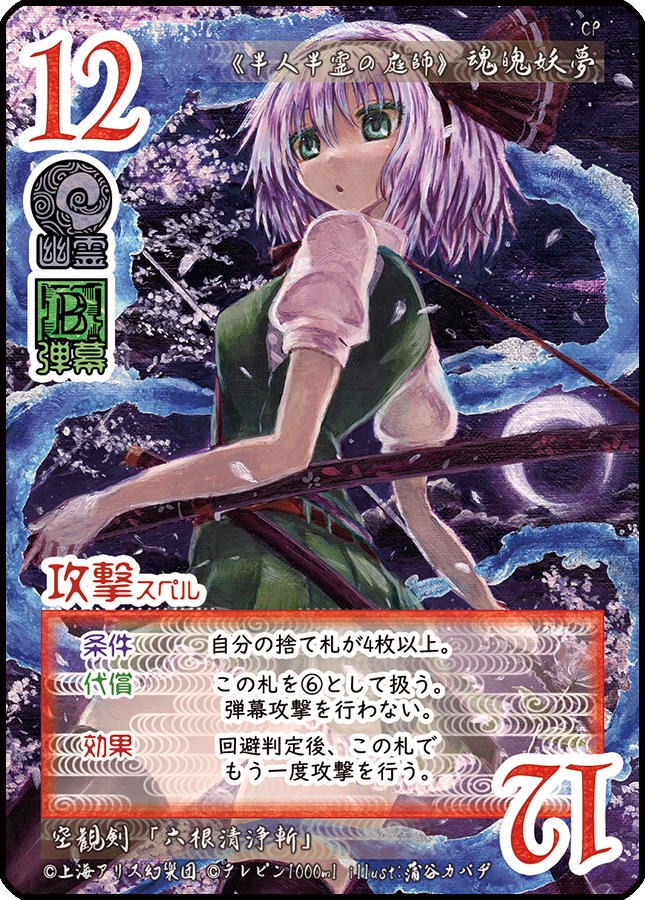 CP
12
《半人半霊の庭師》 魂魄妖夢
幽霊
B
弾幕
攻撃スペル
条件 自分の捨て札が4枚以上。
代償 この札を⑥として扱う。
弾幕攻撃を行わない。
効果 回避判定後、この札で
もう一度攻撃を行う。
12
空観剣「六根清浄斬」
©上海アリス幻樂団 ©テレピン1000ml illust:蒲谷カバヂ